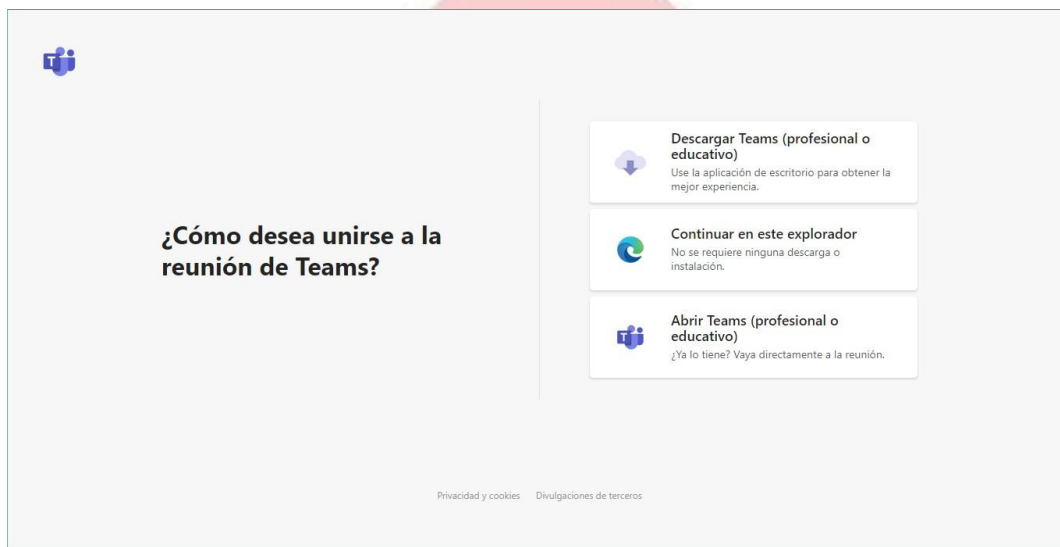 ¿Cómo desea unirse a la
reunión de Teams?
Descargar Teams (profesional o
educativo)
Use la aplicación de escritorio para obtener la
mejor experiencia.
Continuar en este explorador
No se requiere ninguna descarga o
instalación.
Abrir Teams (profesional o
educativo)
¿Ya lo tiene? Vaya directamente a la reunión.
Privacidad y cookies Divulgaciones de terceros